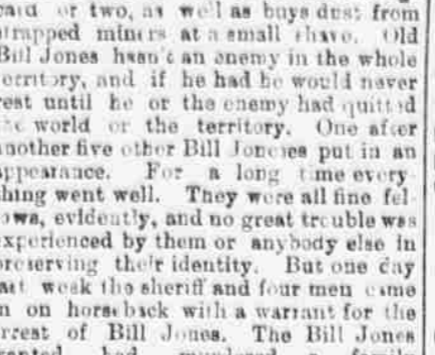 card or two, as well as buys dust from
strapped miners at a small shave. Old
Bill Jones hasn't an enemy in the whole
territory, and if he had he would never
rest until he or the enemy had quitted
the world or the territory. One after
another five other Bill Joneses put in an
appearance. For a long time every-
thing went well. They were all fine fel-
lows, evidently, and no great trouble was
experienced by them or anybody else in
preserving their identity. But one day
last week the sheriff and four men came
in on horseback with a warrant for the
arrest of Bill Jones. The Bill Jones
wanted had murdered a